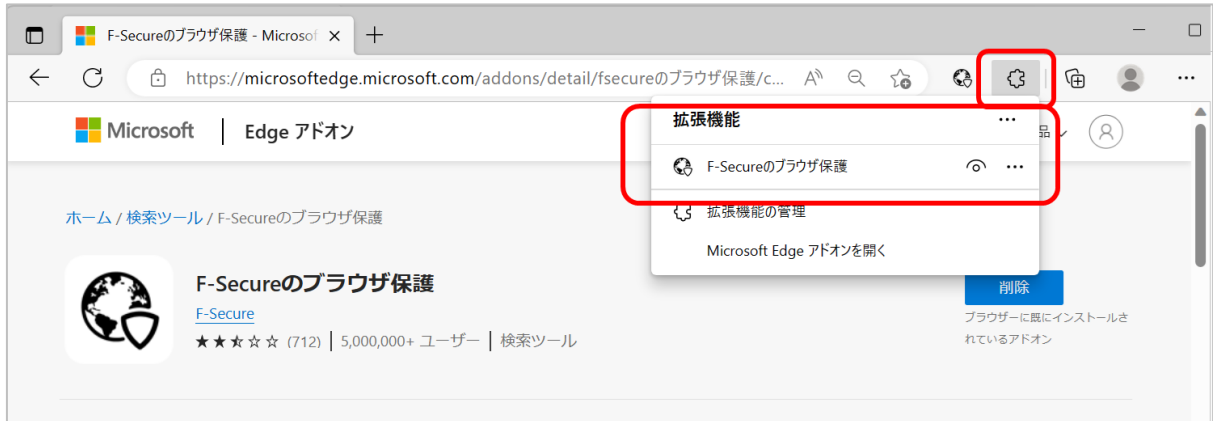 F-Secureのブラウザ保護 - Microsof
https://microsoftedge.microsoft.com/addons/detail/fsecureのブラウザ保護/c...
Microsoft | Edge アドオン
拡張機能
品
F-Secureのブラウザ保護
拡張機能の管理
Microsoft Edge アドオンを開く
ホーム / 検索ツール / F-Secureのブラウザ保護
F-Secureのブラウザ保護
F-Secure
(712) | 5,000,000+ ユーザー | 検索ツール
削除
ブラウザーに既にインストールさ
れているアドオン